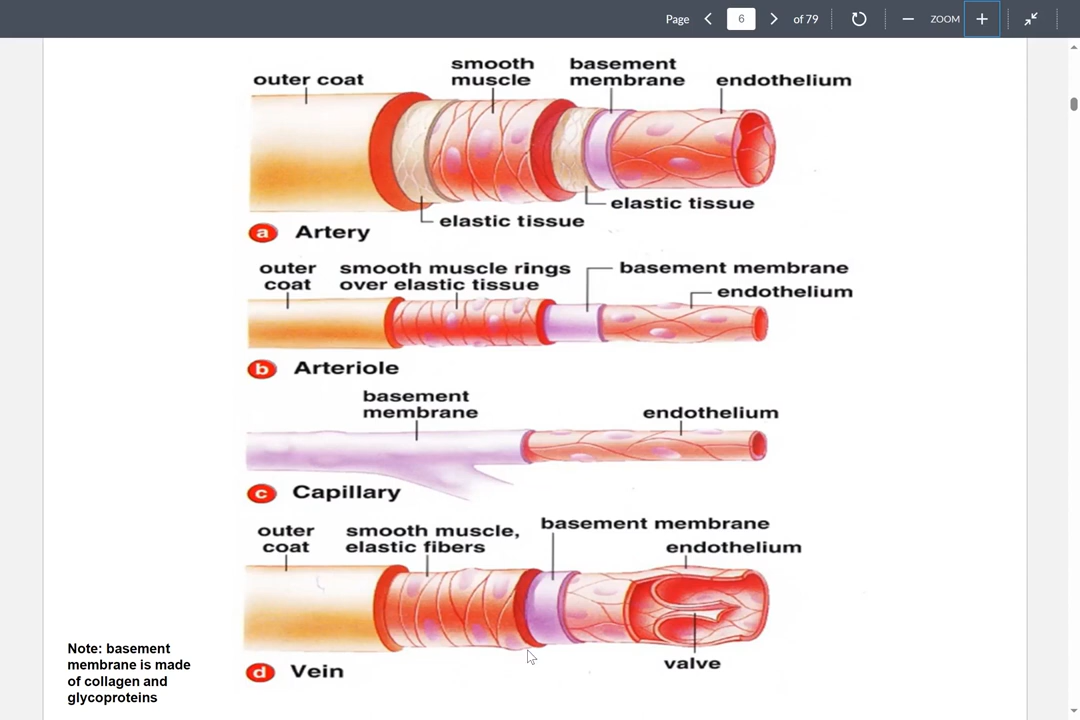 Page 6 of 79 ZOOM
smooth muscle
basement membrane
outer coat
endothelium
elastic tissue
elastic tissue
a Artery
outer coat
smooth muscle rings over elastic tissue
basement membrane
endothelium
b Arteriole
basement membrane
endothelium
c Capillary
outer coat
smooth muscle, elastic fibers
basement membrane
endothelium
valve
d Vein
Note: basement
membrane is made
of collagen and
glycoproteins